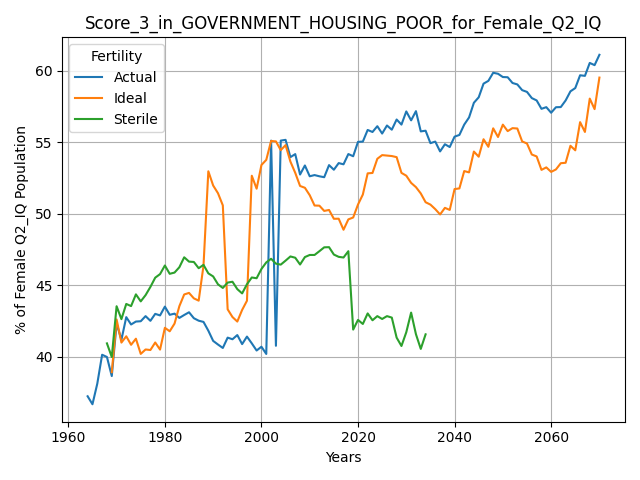 Score_3_in_GOVERNMENT_HOUSING_POOR_for_Female_Q2_IQ
Fertility
Actual
Ideal
Sterile
% of Female Q2_IQ Population
60
55
50
45
40
1960
1980
2000
2020
2040
2060
Years